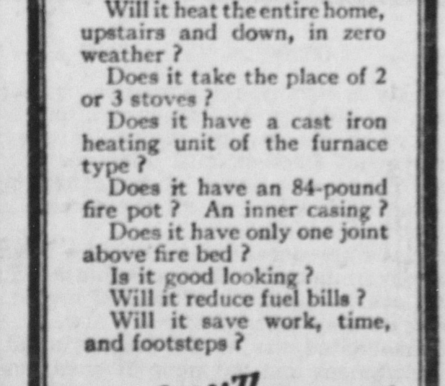 Will it heat the entire home,
upstairs and down, in zero
weather ?
Does it take the place of 2
or 3 stoves ?
Does it have a cast iron
heating unit of the furnace
type ?
Does it have an 84-pound
fire pot ? An inner casing ?
Does it have only one joint
above fire bed ?
Is it good looking ?
Will it reduce fuel bills ?
Will it save work, time,
and footsteps ?